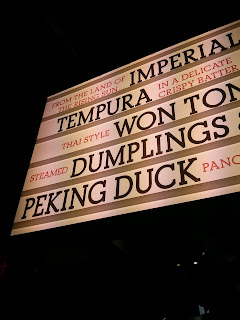 FROM THE LAND OF THE RISING SUN IMPERIAL
TEMPURA IN A DELICATE CRISPY BATTER
THAI STYLE WON TON
STEAMED DUMPLINGS &
PEKING DUCK